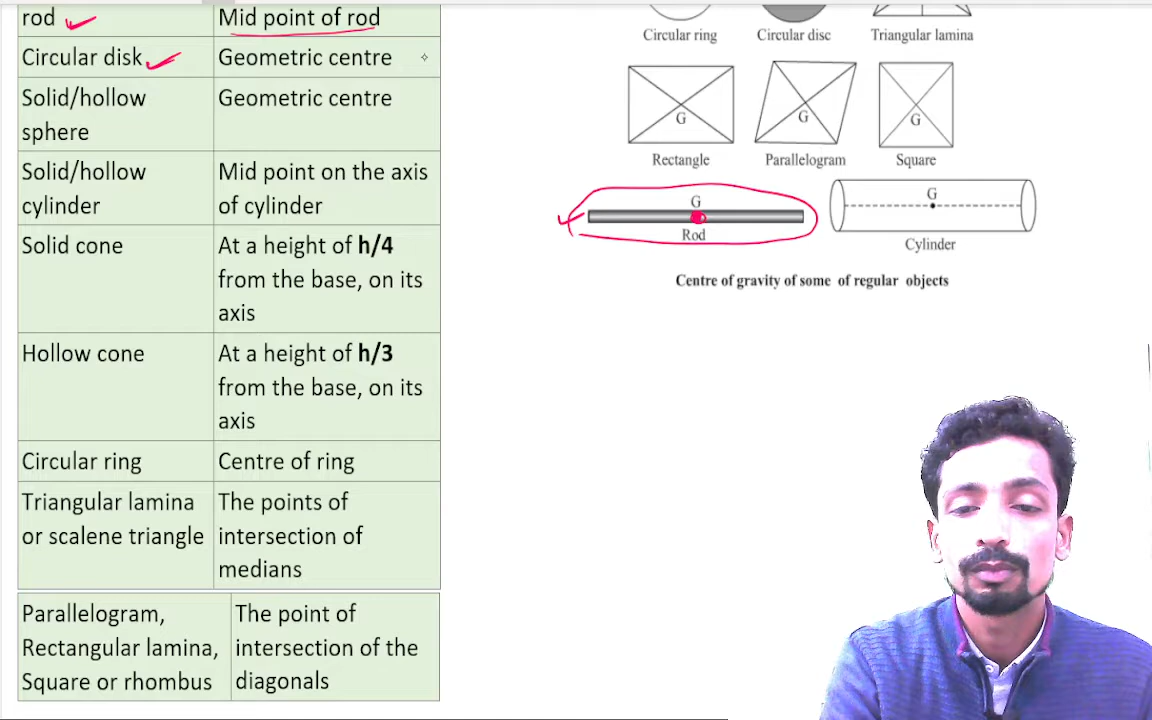 rod
Mid point of rod
Circular disk
Geometric centre
Solid/hollow
sphere
Geometric centre
Solid/hollow
cylinder
Mid point on the axis
of cylinder
Solid cone
At a height of h/4
from the base, on its
axis
Hollow cone
At a height of h/3
from the base, on its
axis
Circular ring
Centre of ring
Triangular lamina
or scalene triangle
The points of
intersection of
medians
Parallelogram,
Rectangular lamina,
Square or rhombus
The point of
intersection of the
diagonals
Circular ring
Circular disc
Triangular lamina
G
G
G
Rectangle
Parallelogram
Square
G
Rod
G
Cylinder
Centre of gravity of some of regular objects